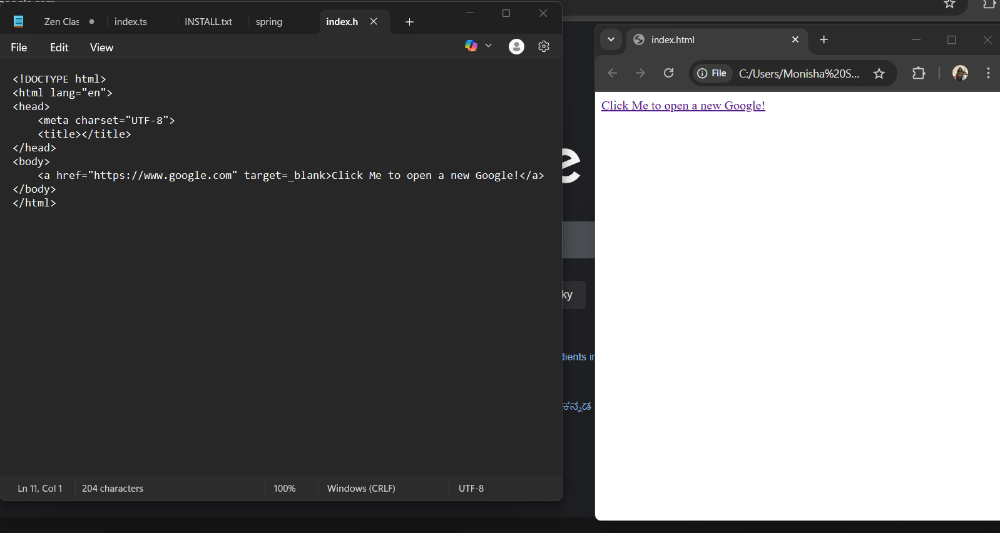 Zen Clas
index.ts
INSTALL.txt
spring
index.h
File
Edit
View
<!DOCTYPE html>
<html lang="en">
<head>
    <meta charset="UTF-8">
    <title></title>
</head>
<body>
    <a href="https://www.google.com" target=_blank>Click Me to open a new Google!</a>
</body>
</html>
Ln 11, Col 1
204 characters
100%
Windows (CRLF)
UTF-8
e
ky
dients in
ಕನ್ನಡ
index.html
File
C:/Users/Monisha%20S...
Click Me to open a new Google!